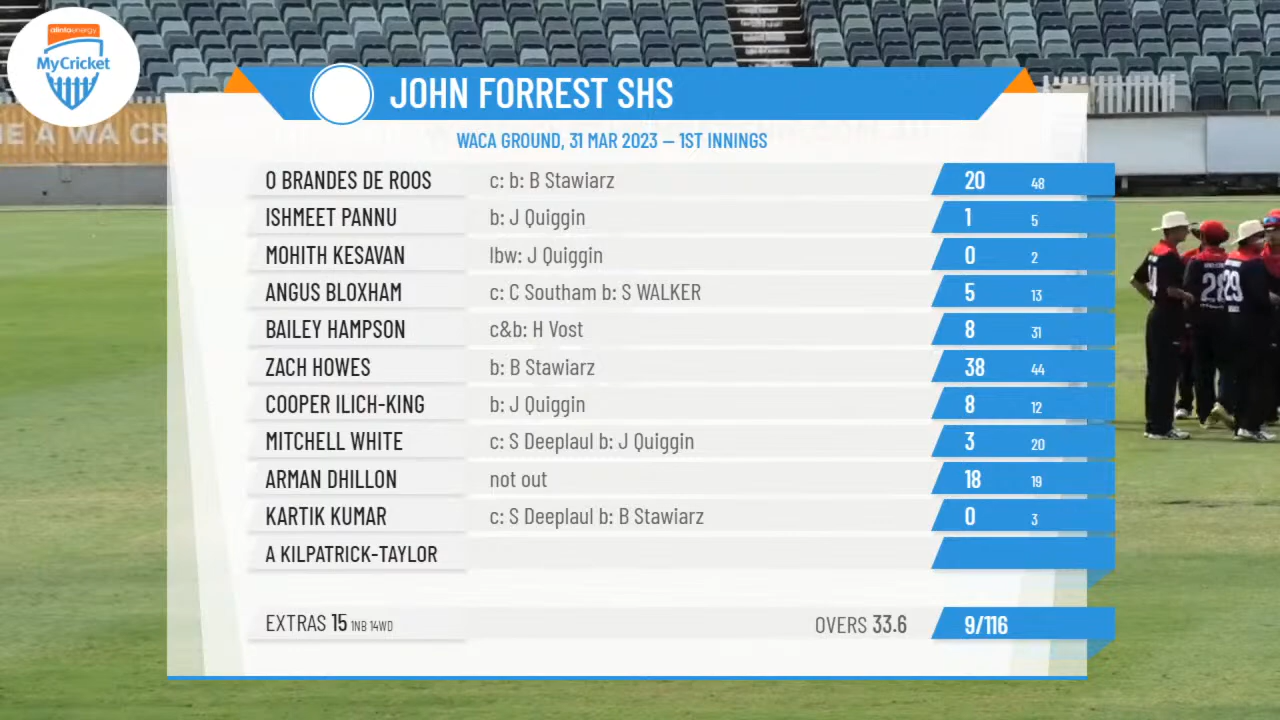 alintaenergy
MyCricket
JOHN FORREST SHS
WACA GROUND, 31 MAR 2023 – 1ST INNINGS
O BRANDES DE ROOS c: b: B Stawiarz 20 48
ISHMEET PANNU b: J Quiggin 1 5
MOHITH KESAVAN lbw: J Quiggin 0 2
ANGUS BLOXHAM c: C Southam b: S WALKER 5 13
BAILEY HAMPSON c&b: H Vost 8 31
ZACH HOWES b: B Stawiarz 38 44
COOPER ILICH-KING b: J Quiggin 8 12
MITCHELL WHITE c: S Deeplaul b: J Quiggin 3 20
ARMAN DHILLON not out 18 19
KARTIK KUMAR c: S Deeplaul b: B Stawiarz 0 3
A KILPATRICK-TAYLOR
EXTRAS 15 1NB 14WD OVERS 33.6 9/116
E A WA CR
29